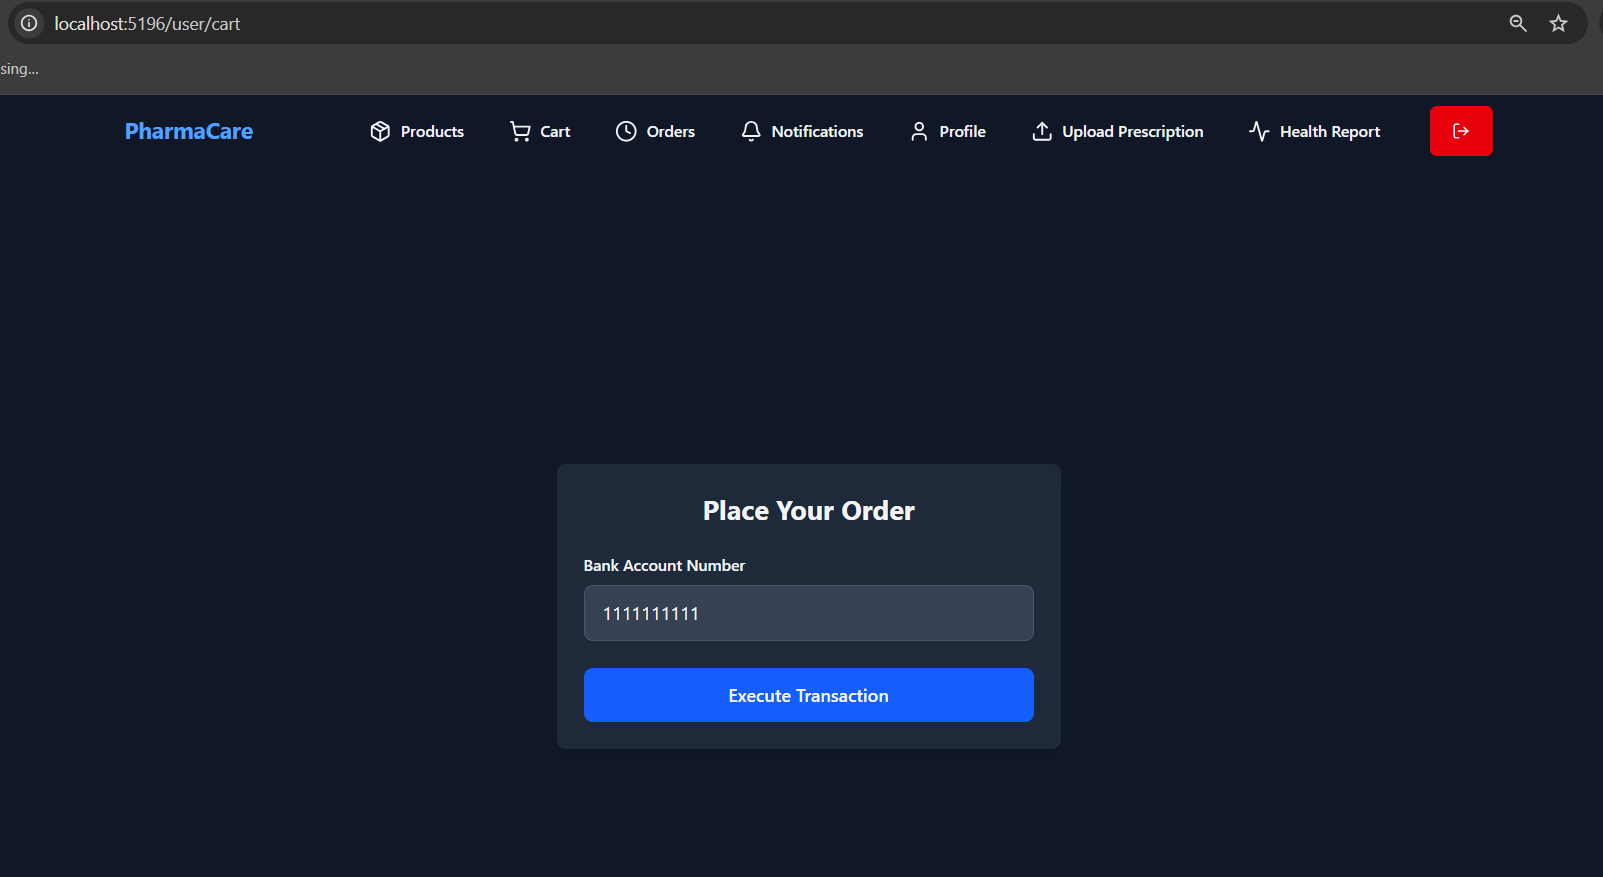 localhost:5196/user/cart
sing...
PharmaCare Products Cart Orders Notifications Profile Upload Prescription Health Report
Place Your Order
Bank Account Number
1111111111
Execute Transaction